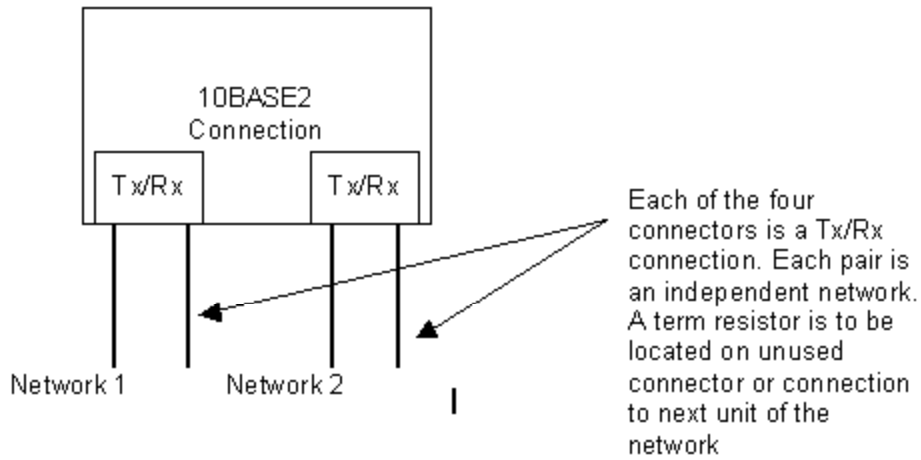 10BASE2
Connection
Tx/Rx
Tx/Rx
Each of the four
connectors is a Tx/Rx
connection. Each pair is
an independent network.
A term resistor is to be
located on unused
connector or connection
to next unit of the
network
Network 1
Network 2